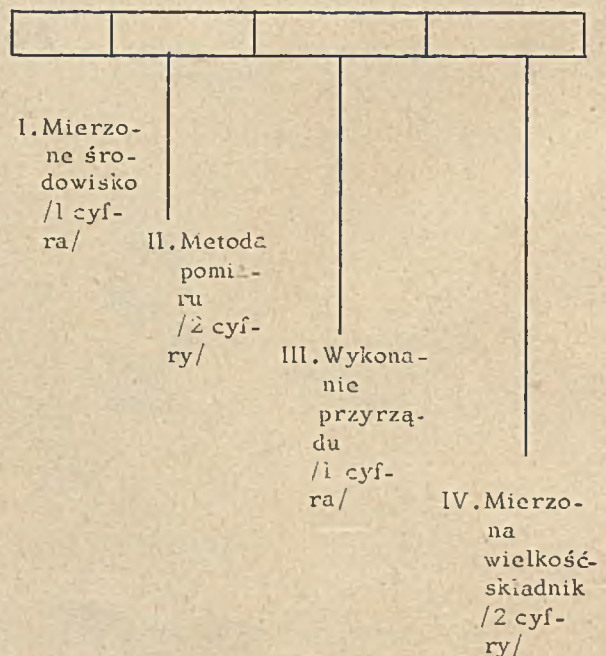 I. Mierzo-
ne śro-
dowisko
/1 cyf-
ra/
II. Metoda
pomia-
ru
/2 cyf-
ry/
III. Wykona-
nie
przyrzą-
du
/1 cyf-
ra/
IV. Mierzo-
na
wielkość-
składnik
/2 cyf-
ry/